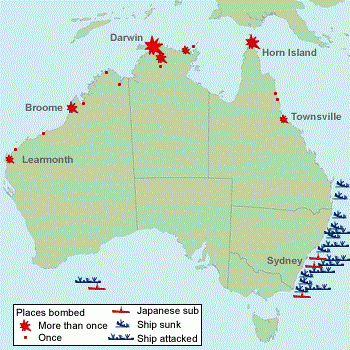 Darwin
Horn Island
Broome
Townsville
Learmonth
Sydney
Places bombed
More than once
Once
Japanese sub
Ship sunk
Ship attacked